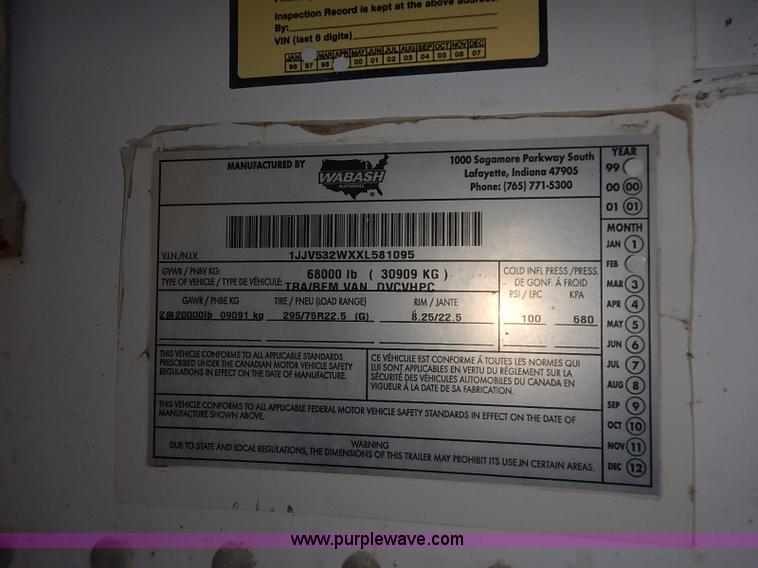 Inspection Record is kept at the above address.
By:
VIN (last 6 digits)
JAN MAR APR MAY JUN JUL AUG SEP OCT NOV DEC
96 97 98 00 01 02 03 04 05 06 07
MANUFACTURED BY
WABASH
NATIONAL
®
1000 Sagamore Parkway South
Lafayette, Indiana 47905
Phone: (765) 771-5300
1JJV532WXXL581095
V.I.N./N.I.V.
GVWR / PNBV KG: 68000 lb ( 30909 KG )
TYPE OF VEHICLE / TYPE DE VÉHICULE: TRA/REM VAN DVCVHPC
GAWR / PNBE KG TIRE / PNEU (LOAD RANGE) RIM / JANTE
2@20000lb 09091 kg 295/75R22.5 (G) 8.25/22.5
COLD INFL PRESS./PRESS.
DE GONF. À FROID
PSI / LPC KPA
100 680
THIS VEHICLE CONFORMS TO ALL APPLICABLE STANDARDS
PRESCRIBED UNDER THE CANADIAN MOTOR VEHICLE SAFETY
REGULATIONS IN EFFECT ON THE DATE OF MANUFACTURE.
CE VÉHICULE EST CONFORME À TOUTES LES NORMES QUI
LUI SONT APPLICABLES EN VERTU DU RÉGLEMENT SUR LA
SÉCURITÉ DES VÉHICULES AUTOMOBILES DU CANADA EN
VIGUEUR À LA DATE DE SA FABRICATION.
THIS VEHICLE CONFORMS TO ALL APPLICABLE FEDERAL MOTOR VEHICLE SAFETY STANDARDS IN EFFECT ON THE DATE OF
MANUFACTURE SHOWN ABOVE.
WARNING
DUE TO STATE AND LOCAL REGULATIONS, THE DIMENSIONS OF THIS TRAILER MAY PROHIBIT ITS USE IN CERTAIN AREAS.
YEAR
99
00 00
01 01
MONTH
JAN 1
FEB
MAR 3
APR 4
MAY 5
JUN 6
JUL 7
AUG 8
SEP 9
OCT 10
NOV 11
DEC 12
www.purplewave.com